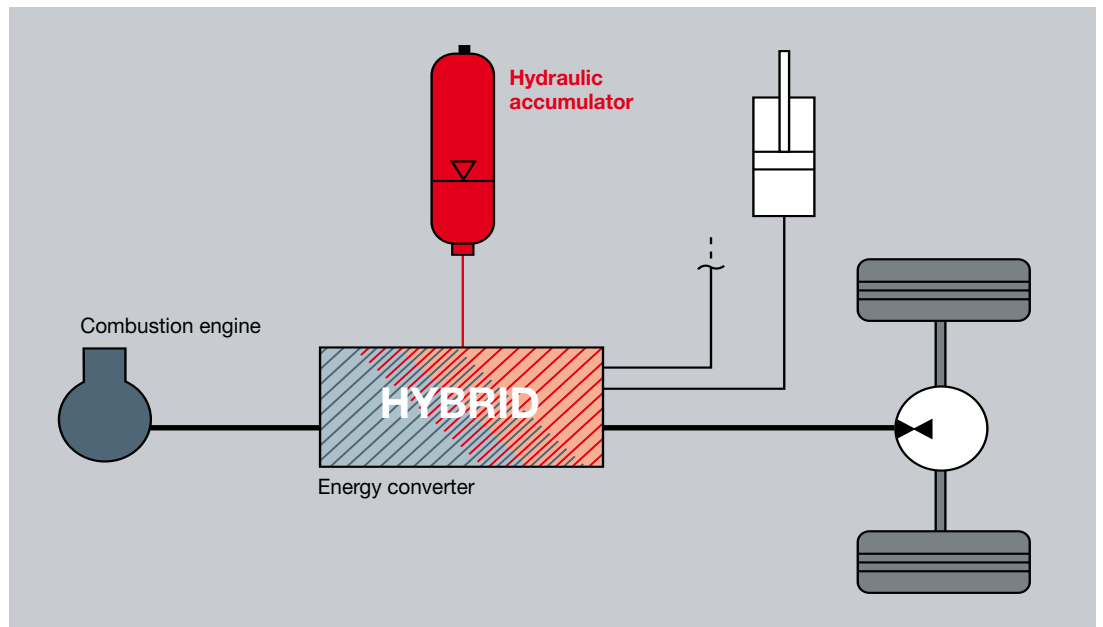 Hydraulic
accumulator
Combustion engine
HYBRID
Energy converter